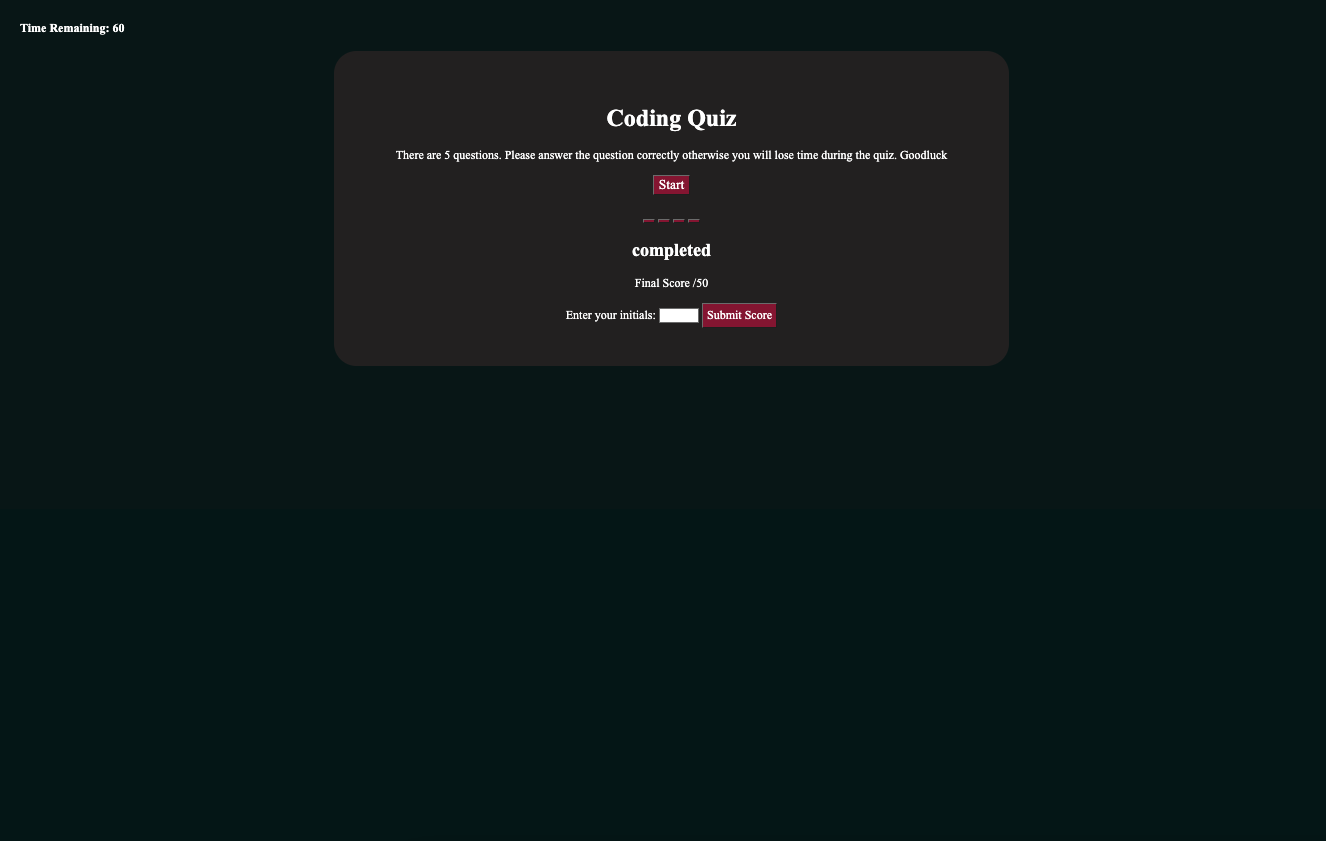 Time Remaining: 60
Coding Quiz
There are 5 questions. Please answer the question correctly otherwise you will lose time during the quiz. Goodluck
Start
completed
Final Score /50
Enter your initials: Submit Score